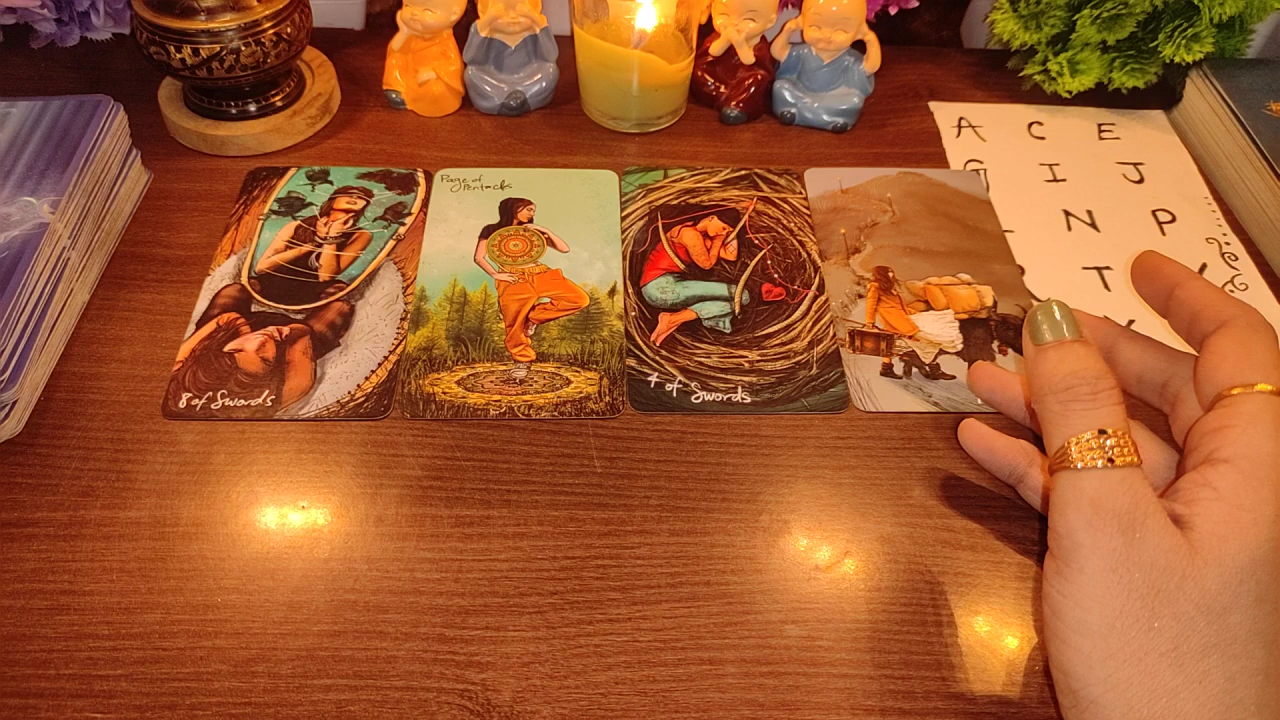 8 of Swords
Page of
Pentacles
4 of Swords
A C E
G I J
N P
T Y